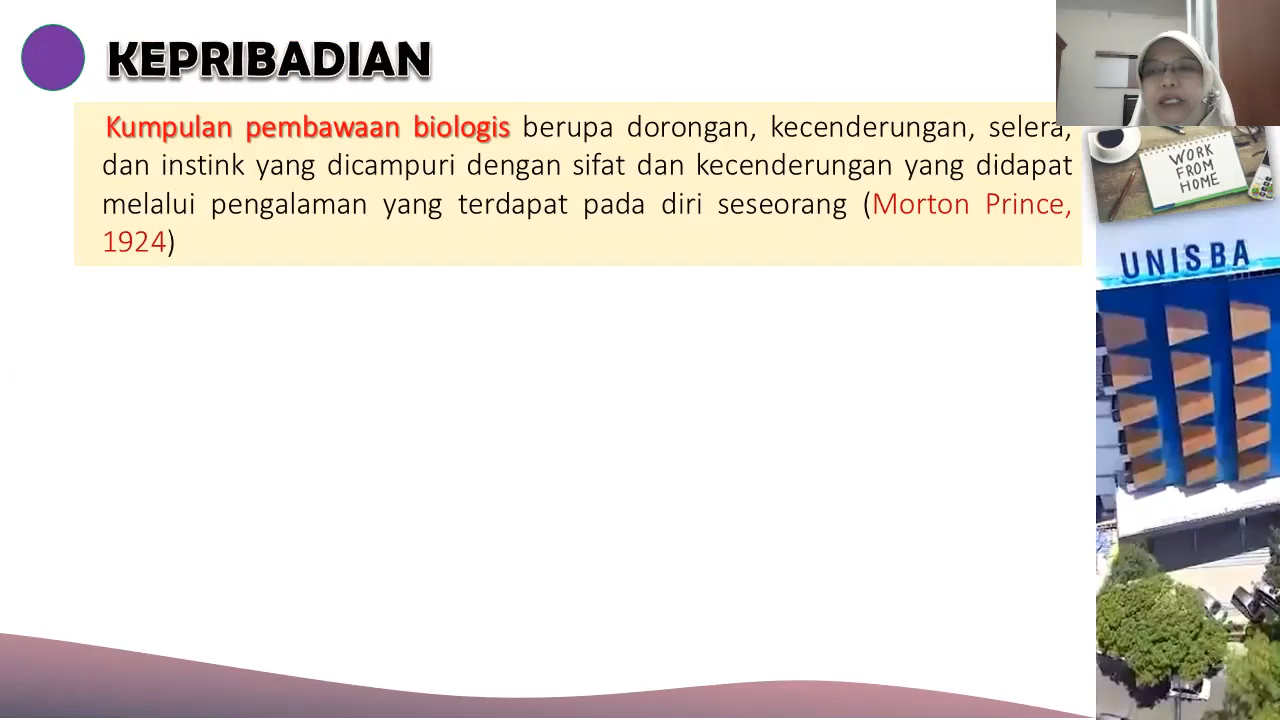 KEPRIBADIAN
Kumpulan pembawaan biologis berupa dorongan, kecenderungan, selera,
dan instink yang dicampuri dengan sifat dan kecenderungan yang didapat
melalui pengalaman yang terdapat pada diri seseorang (Morton Prince,
1924)
WORK
FROM
HOME
UNISBA